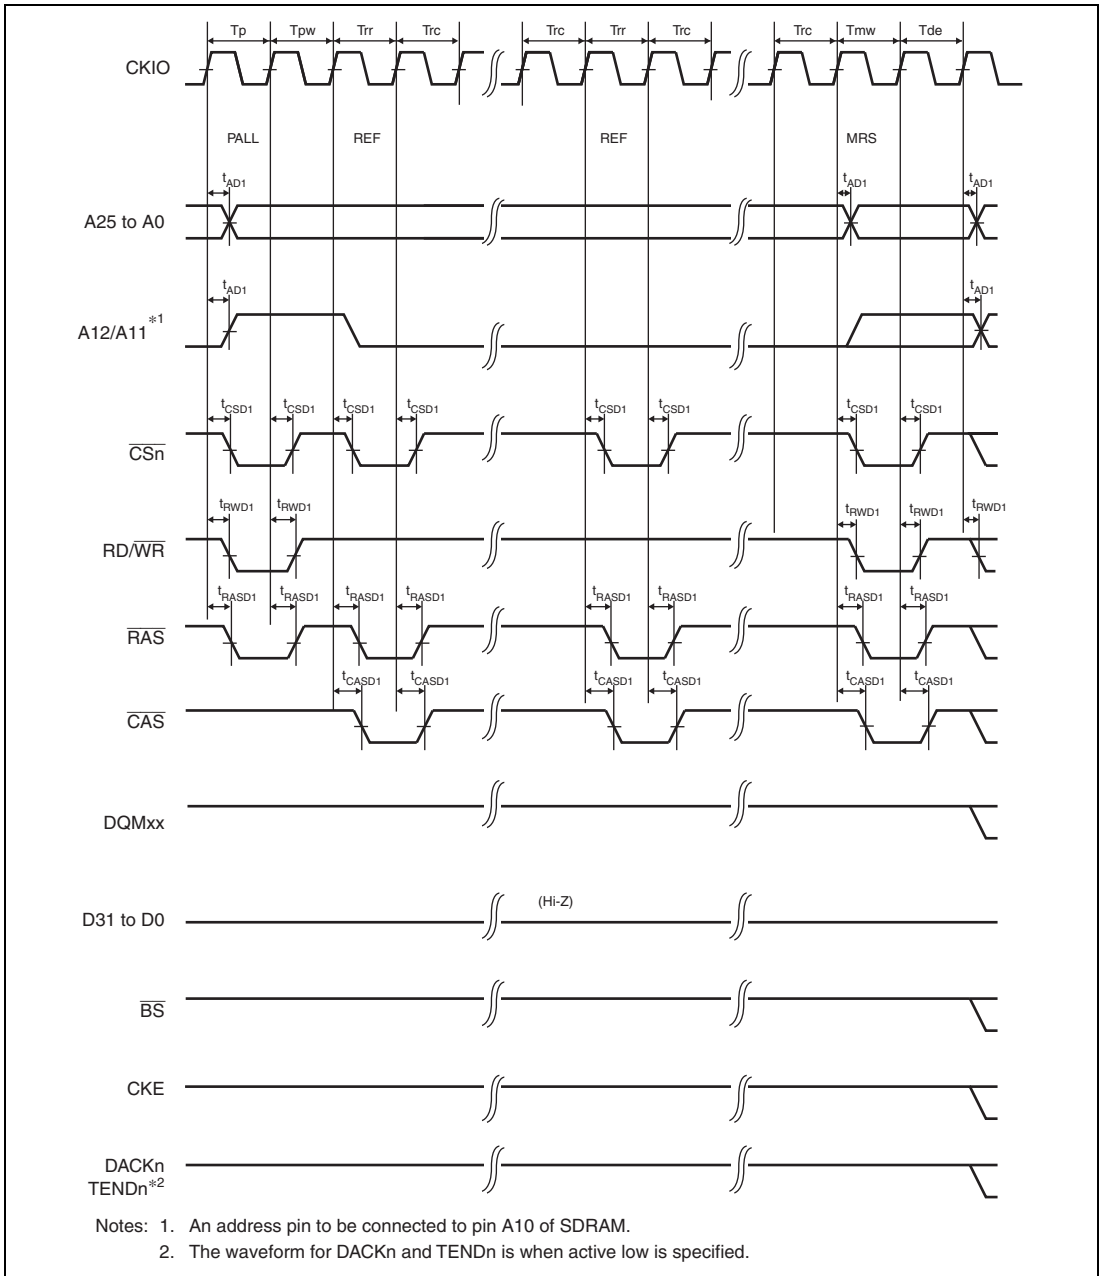 Tp Tpw Trr Trc Trc Trr Trc Trc Tmw Tde
CKIO
PALL REF REF MRS
tAD1 tAD1 tAD1
A25 to A0
tAD1 tAD1
A12/A11*1
tCSD1 tCSD1 tCSD1 tCSD1 tCSD1 tCSD1 tCSD1 tCSD1
CSn
tRWD1 tRWD1 tRWD1 tRWD1 tRWD1
RD/WR
tRASD1 tRASD1 tRASD1 tRASD1 tRASD1 tRASD1 tRASD1 tRASD1
RAS
tCASD1 tCASD1 tCASD1 tCASD1 tCASD1 tCASD1
CAS
DQMxx
(Hi-Z)
D31 to D0
BS
CKE
DACKn
TENDn*2
Notes: 1. An address pin to be connected to pin A10 of SDRAM.
2. The waveform for DACKn and TENDn is when active low is specified.